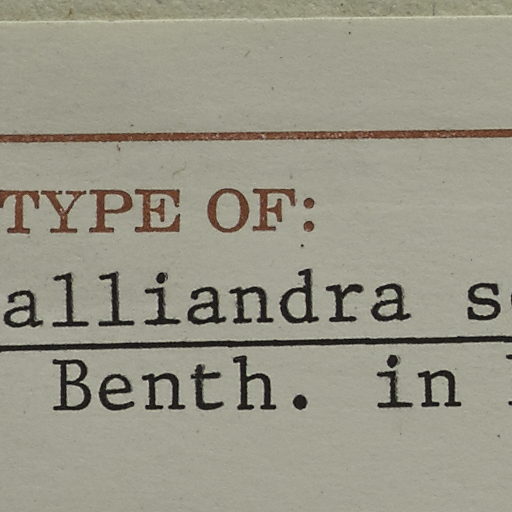 TYPE OF:
alliandra
Benth. in